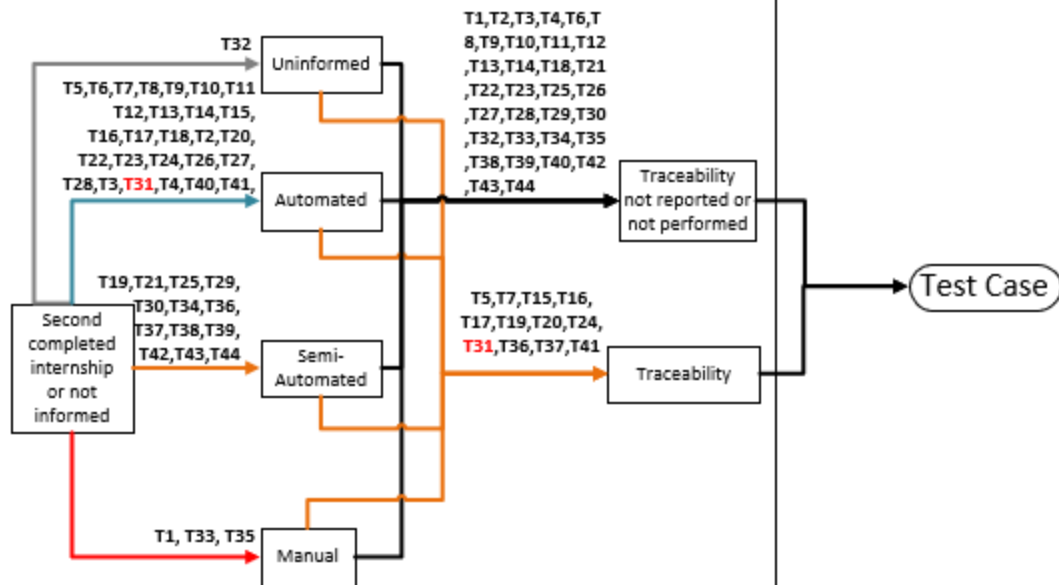 T32
Uninformed
T5,T6,T7,T8,T9,T10,T11
T12,T13,T14,T15,
T16,T17,T18,T2,T20,
T22,T23,T24,T26,T27,
T28,T3,T31,T4,T40,T41,
Automated
T19,T21,T25,T29,
T30,T34,T36,
T37,T38,T39,
T42,T43,T44
Semi-
Automated
Second
completed
internship
or not
informed
T1, T33, T35
Manual
T1,T2,T3,T4,T6,T
8,T9,T10,T11,T12
,T13,T14,T18,T21
,T22,T23,T25,T26
,T27,T28,T29,T30
,T32,T33,T34,T35
,T38,T39,T40,T42
,T43,T44
Traceability
not reported or
not performed
T5,T7,T15,T16,
T17,T19,T20,T24,
T31,T36,T37,T41
Traceability
Test Case